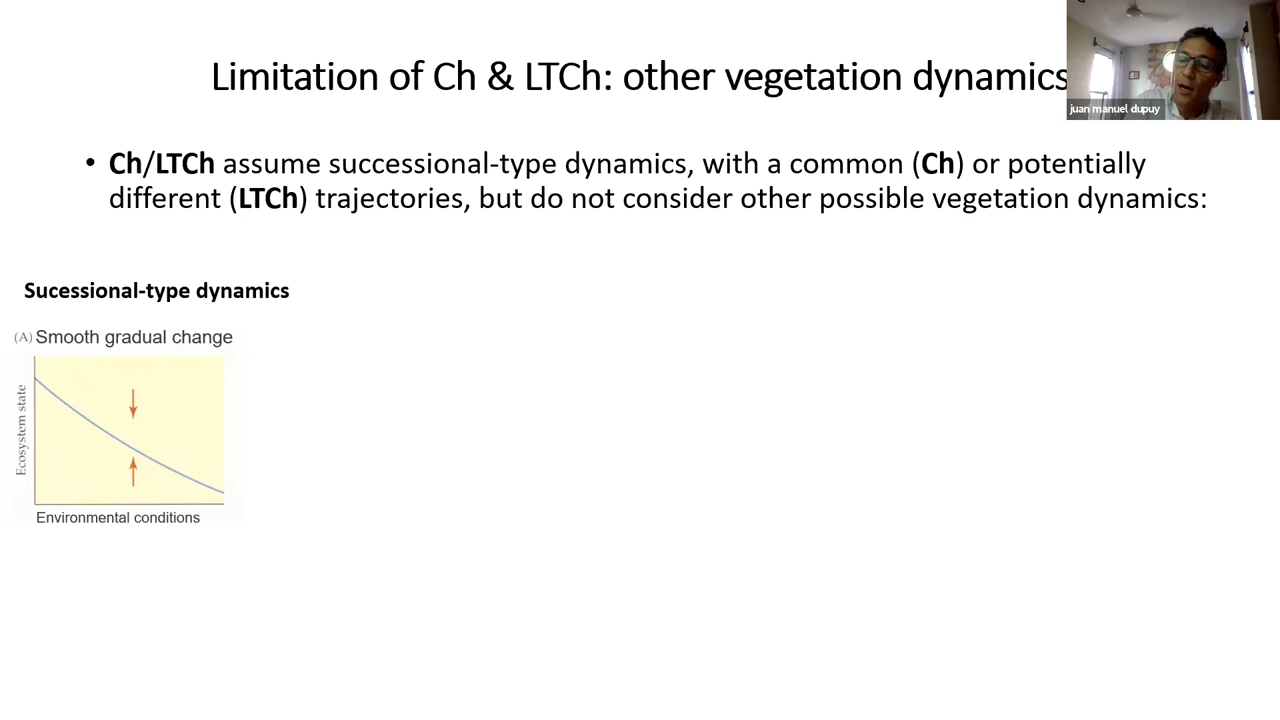 Limitation of Ch & LTCh: other vegetation dynamics
juan manuel dupuy
• Ch/LTCh assume successional-type dynamics, with a common (Ch) or potentially
different (LTCh) trajectories, but do not consider other possible vegetation dynamics:
Sucessional-type dynamics
(A) Smooth gradual change
Ecosystem state
Environmental conditions